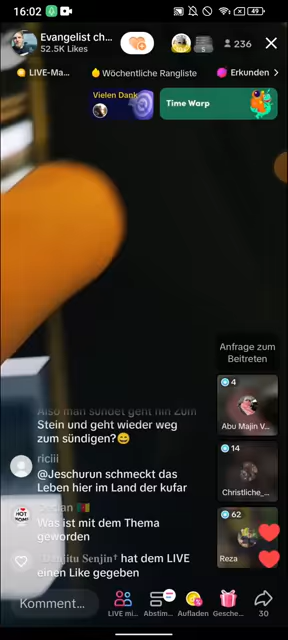 16:02
49
Evangelist ch...
52.5K Likes
236
LIVE-Ma...
Wöchentliche Rangliste
Erkunden
Vielen Dank
Time Warp
Anfrage zum
Beitreten
4
Abu Majin V...
14
Christliche_...
62
Reza
Also man sündet geht hin zum
Stein und geht wieder weg
zum sündigen?😅
riciii
@Jeschurun schmeckt das
Leben hier im Land der kufar
Was ist mit dem Thema
geworden
Senjin† hat dem LIVE
einen Like gegeben
Kommen...
LIVE mi...
Abstim...
Aufladen
Gesche...
30